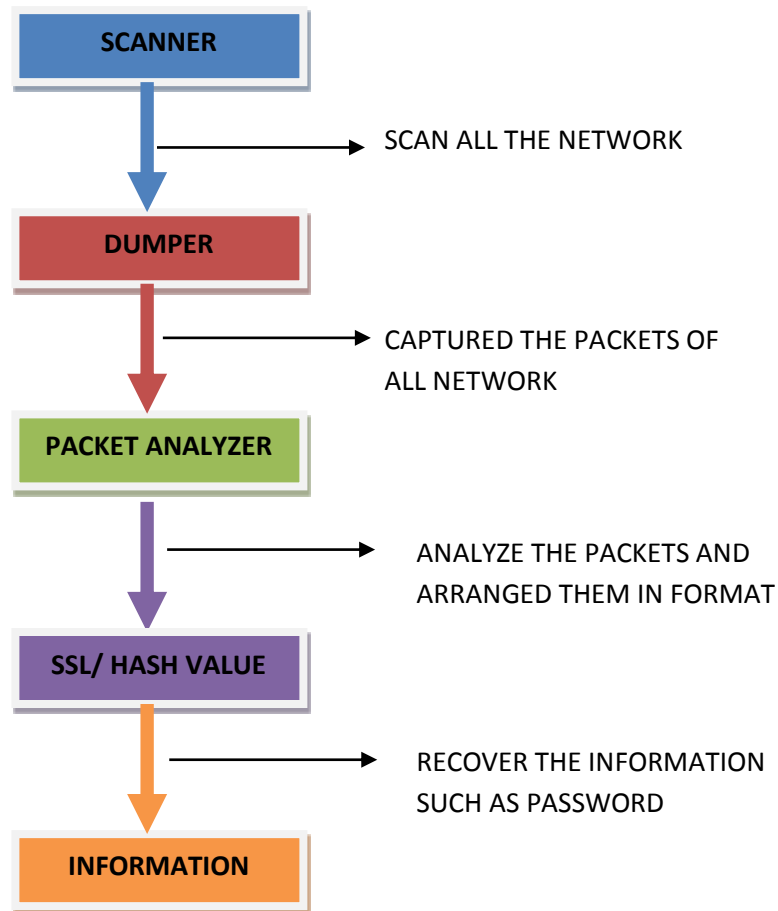 SCANNER
SCAN ALL THE NETWORK
DUMPER
CAPTURED THE PACKETS OF
ALL NETWORK
PACKET ANALYZER
ANALYZE THE PACKETS AND
ARRANGED THEM IN FORMAT
SSL/ HASH VALUE
RECOVER THE INFORMATION
SUCH AS PASSWORD
INFORMATION